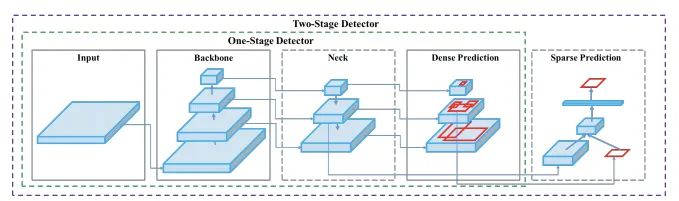 Two-Stage Detector
One-Stage Detector
Input
Backbone
Neck
Dense Prediction
Sparse Prediction